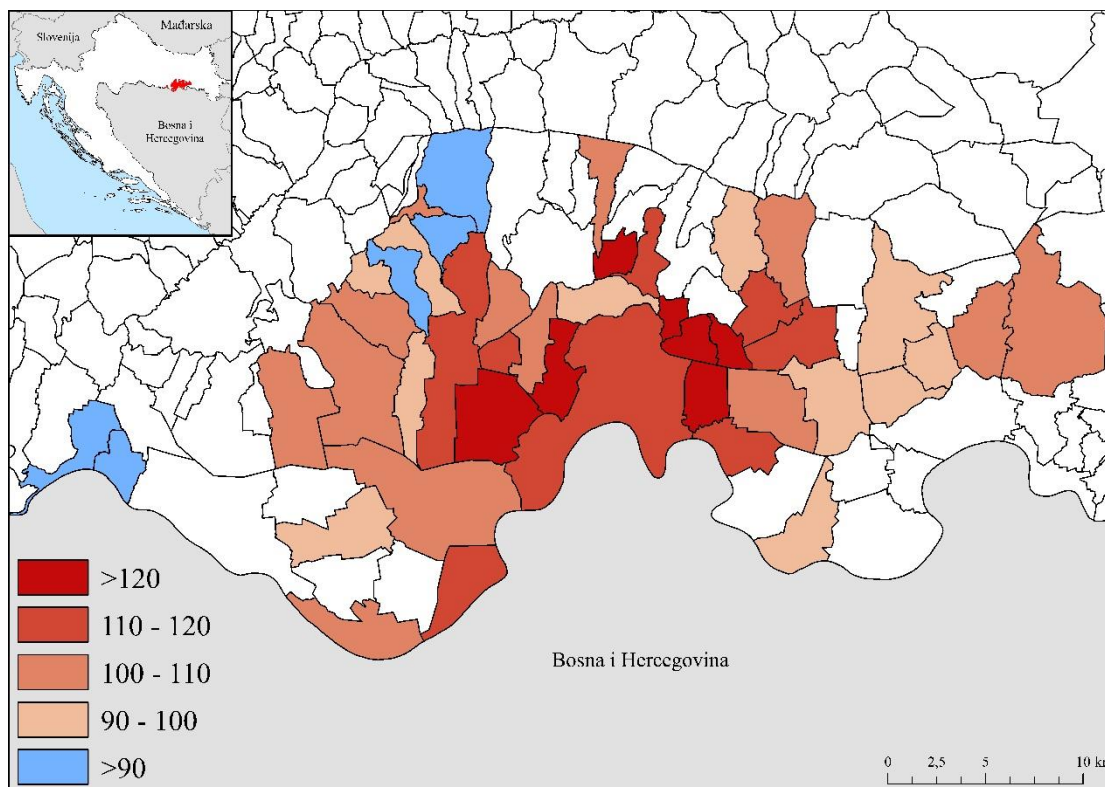 Mađarska
Slovenija
Bosna i
Hercegovina
>120
110 - 120
100 - 110
90 - 100
>90
Bosna i Hercegovina
0 2,5 5 10 km